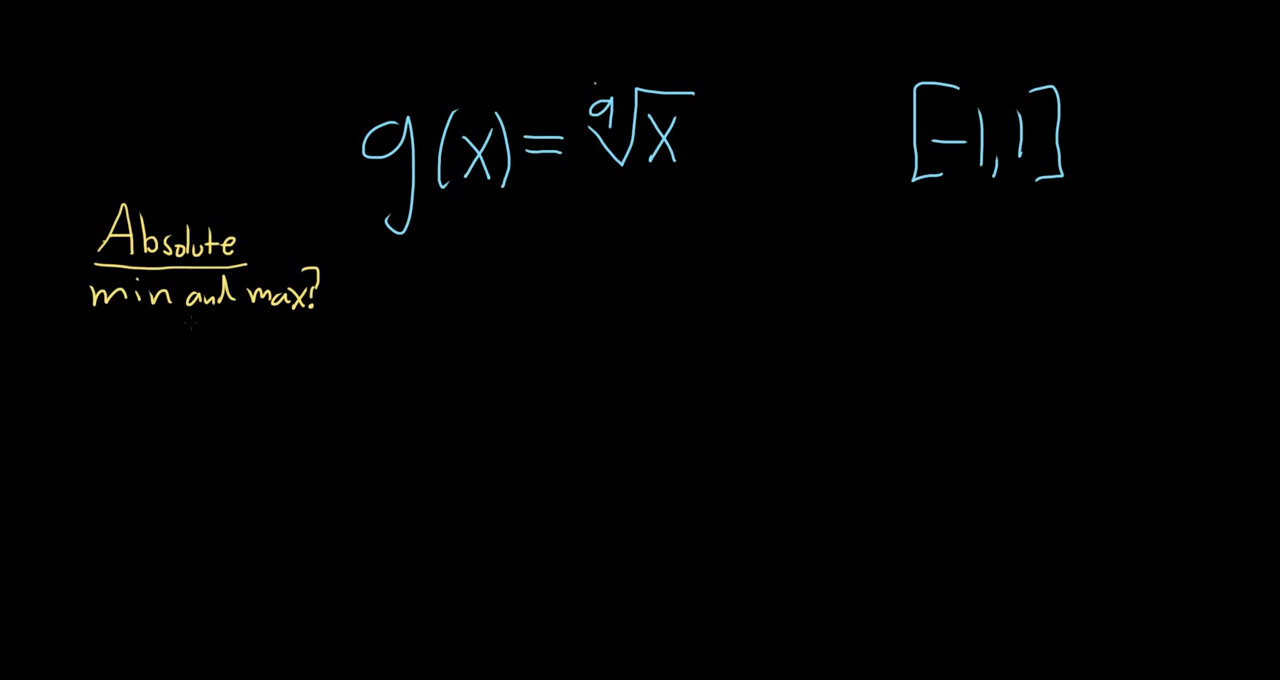 g(x) = ⁹√x [-1, 1]
Absolute
min and max?